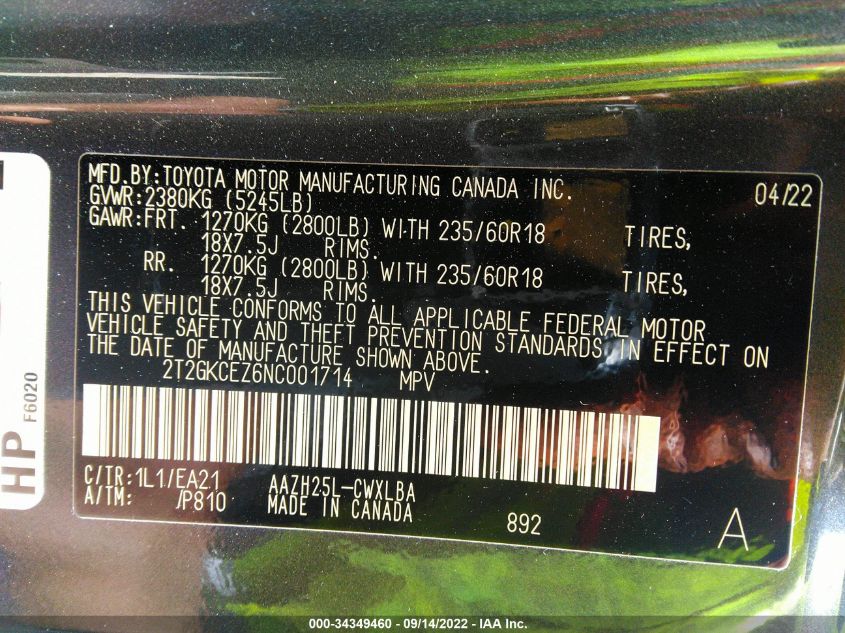 MFD.BY:TOYOTA MOTOR MANUFACTURING CANADA INC. 04/22
GVWR:2380KG (5245LB)
GAWR:FRT. 1270KG (2800LB) WITH 235/60R18 TIRES,
18X7.5J RIMS.
RR. 1270KG (2800LB) WITH 235/60R18 TIRES,
18X7.5J RIMS.
THIS VEHICLE CONFORMS TO ALL APPLICABLE FEDERAL MOTOR
VEHICLE SAFETY AND THEFT PREVENTION STANDARDS IN EFFECT ON
THE DATE OF MANUFACTURE SHOWN ABOVE.
2T2GKCEZ6NC001714 MPV
C/TR:1L1/EA21 AAZH25L-CWXLBA
A/TM: /P810 MADE IN CANADA 892 A
HP F6020
000-34349460 - 09/14/2022 - IAA Inc.